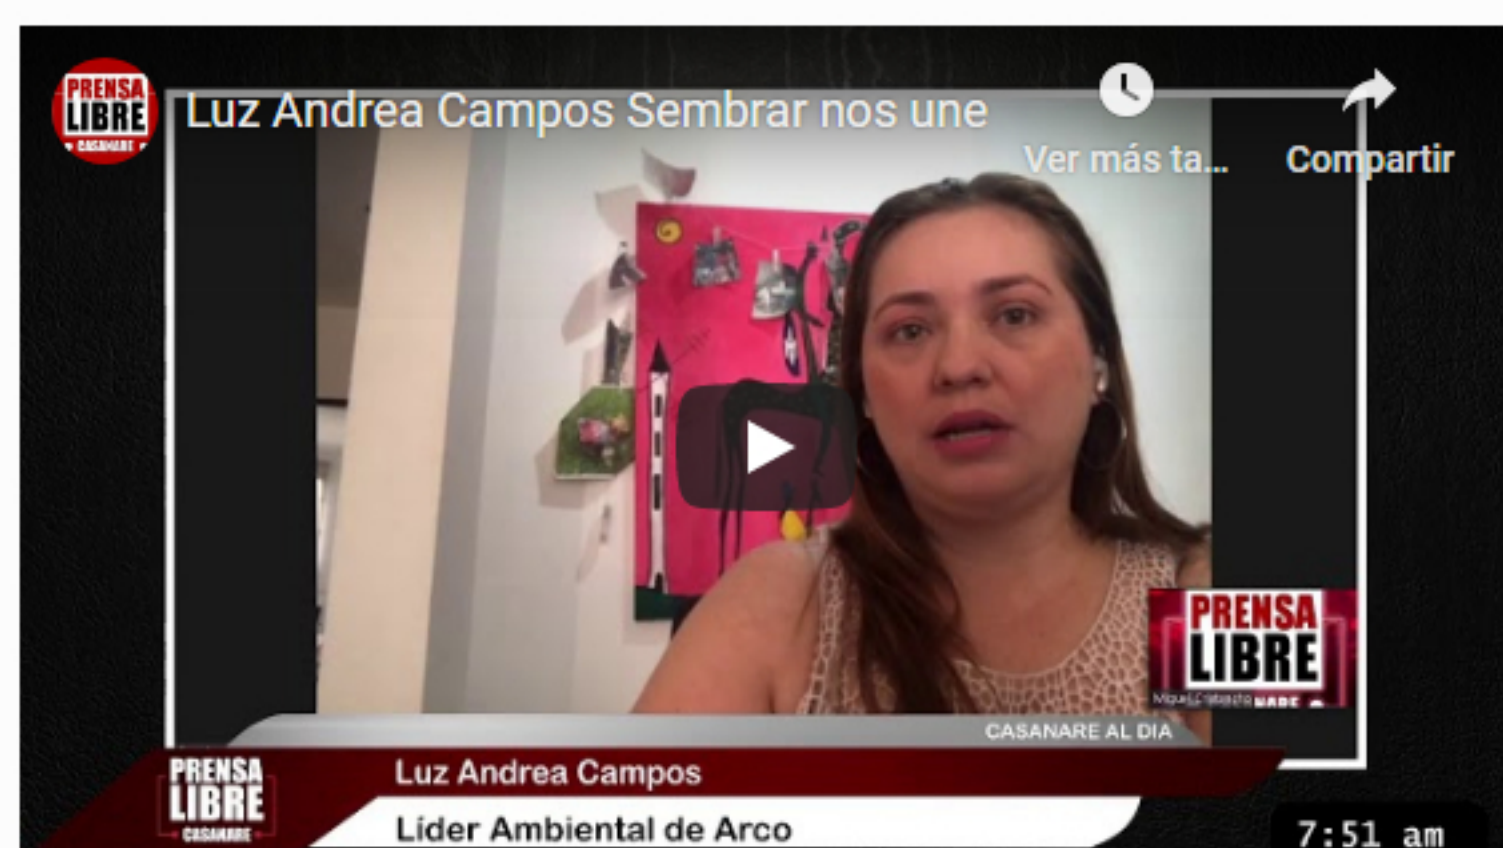 PRENSA
LIBRE
CASANARE
Luz Andrea Campos Sembrar nos une
Ver más ta...
Compartir
PRENSA
LIBRE
CASANARE AL DIA
PRENSA
LIBRE
CASANARE
Luz Andrea Campos
Líder Ambiental de Arco
7:51 am